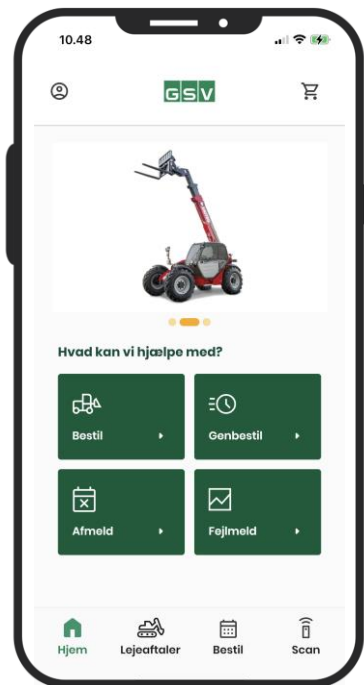 10.48
GSV
Hvad kan vi hjælpe med?
Bestil
Genbestil
Afmeld
Fejlmeld
Hjem
Lejeaftaler
Bestil
Scan